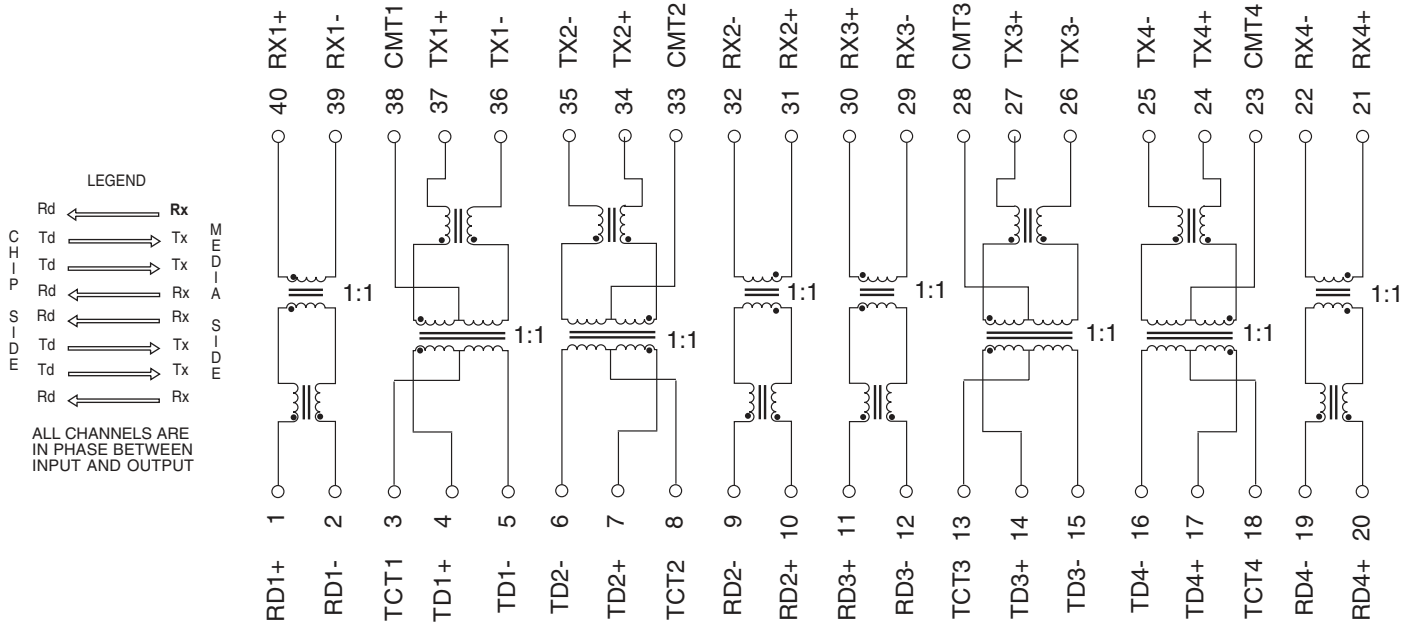 RX1+ RX1- CMT1 TX1+ TX1- TX2- TX2+ CMT2 RX2- RX2+ RX3+ RX3- CMT3 TX3+ TX3- TX4- TX4+ CMT4 RX4- RX4+
40 39 38 37 36 35 34 33 32 31 30 29 28 27 26 25 24 23 22 21
LEGEND
Rd Rx
Td Tx
Td Tx
Rd Rx
Rd Rx
Td Tx
Td Tx
Rd Rx
CHIP SIDE
MEDIA SIDE
ALL CHANNELS ARE
IN PHASE BETWEEN
INPUT AND OUTPUT
1:1 1:1 1:1 1:1 1:1 1:1 1:1 1:1
1 2 3 4 5 6 7 8 9 10 11 12 13 14 15 16 17 18 19 20
RD1+ RD1- TCT1 TD1+ TD1- TD2- TD2+ TCT2 RD2- RD2+ RD3+ RD3- TCT3 TD3+ TD3- TD4- TD4+ TCT4 RD4- RD4+